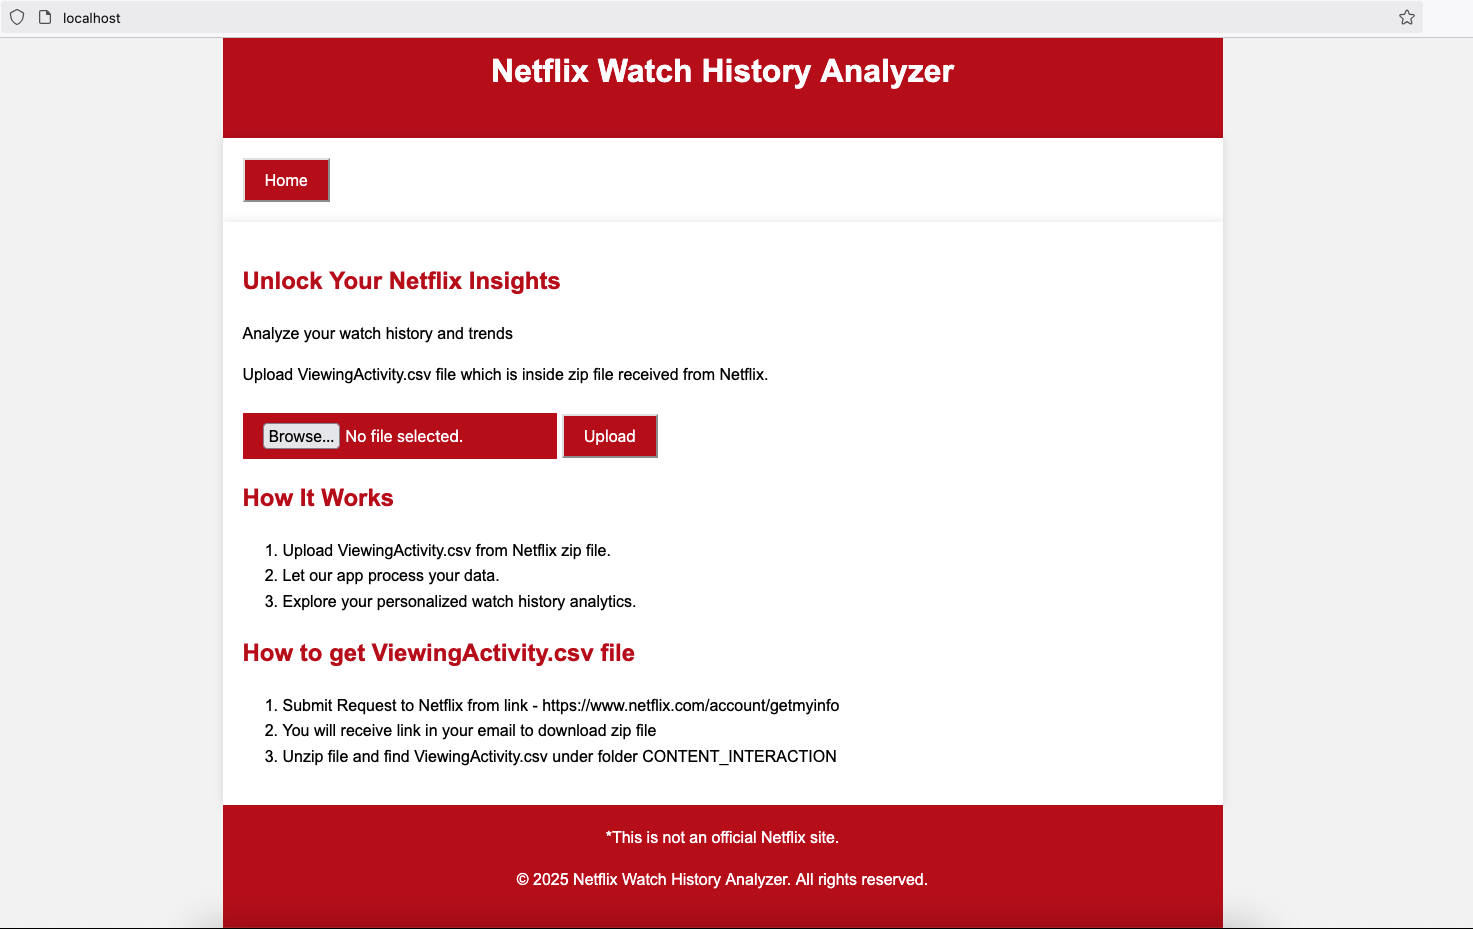 localhost
Netflix Watch History Analyzer
Home
Unlock Your Netflix Insights
Analyze your watch history and trends
Upload ViewingActivity.csv file which is inside zip file received from Netflix.
Browse... No file selected. Upload
How It Works
1. Upload ViewingActivity.csv from Netflix zip file.
2. Let our app process your data.
3. Explore your personalized watch history analytics.
How to get ViewingActivity.csv file
1. Submit Request to Netflix from link - https://www.netflix.com/account/getmyinfo
2. You will receive link in your email to download zip file
3. Unzip file and find ViewingActivity.csv under folder CONTENT_INTERACTION
*This is not an official Netflix site.
© 2025 Netflix Watch History Analyzer. All rights reserved.